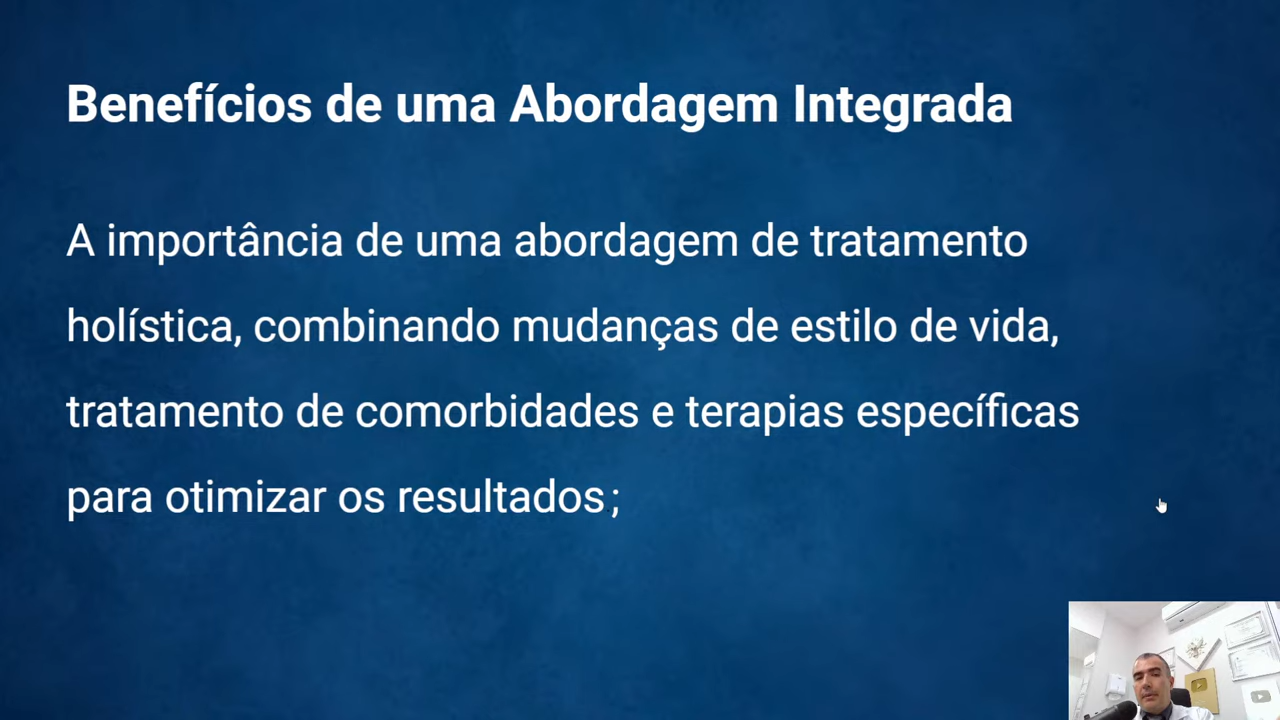 Benefícios de uma Abordagem Integrada
A importância de uma abordagem de tratamento
holística, combinando mudanças de estilo de vida,
tratamento de comorbidades e terapias específicas
para otimizar os resultados;